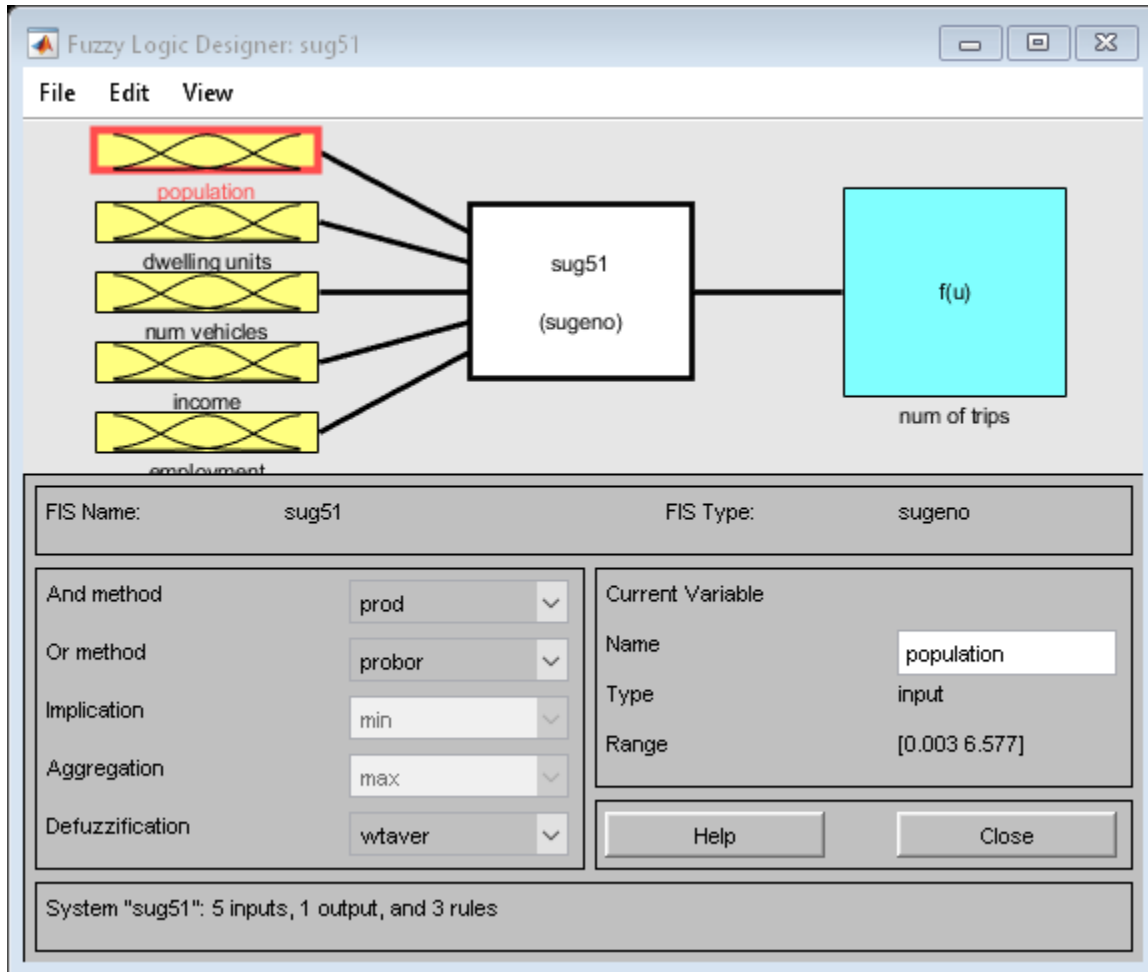 Fuzzy Logic Designer: sug51
File Edit View
population
dwelling units
num vehicles
income
employment
sug51
(sugeno)
f(u)
num of trips
FIS Name: sug51 FIS Type: sugeno
And method prod
Or method probor
Implication min
Aggregation max
Defuzzification wtaver
Current Variable
Name population
Type input
Range [0.003 6.577]
Help Close
System "sug51": 5 inputs, 1 output, and 3 rules